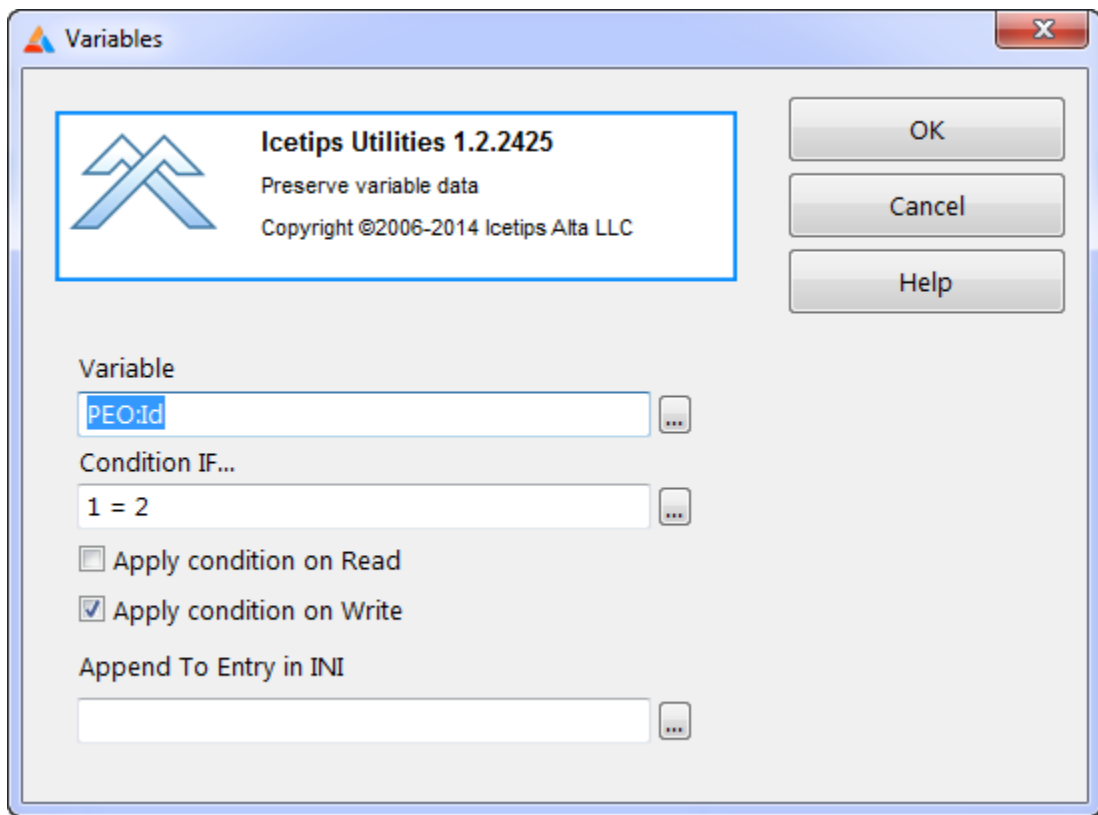 Variables
Icetips Utilities 1.2.2425
Preserve variable data
Copyright ©2006-2014 Icetips Alta LLC
OK
Cancel
Help
Variable
PEO:Id
...
Condition IF...
1 = 2
...
Apply condition on Read
Apply condition on Write
Append To Entry in INI
...